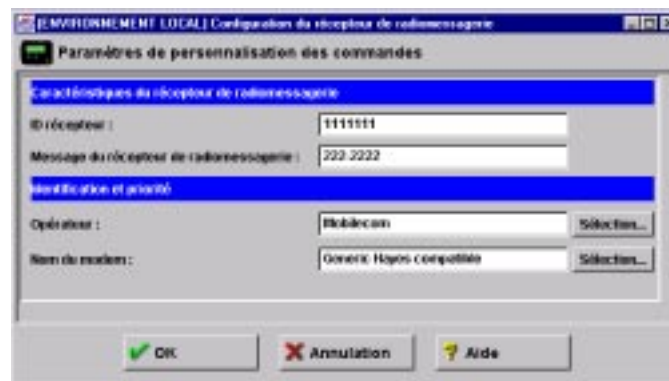 [ENVIRONNEMENT LOCAL] Configuration du récepteur de radiomessagerie
Paramètres de personnalisation des commandes
Caractéristiques du récepteur de radiomessagerie
ID récepteur : 1111111
Message du récepteur de radiomessagerie : 222-2222
Identification et priorité
Opérateur : Mobilecom Sélection...
Nom du modem : Generic Hayes compatible Sélection...
OK Annulation Aide